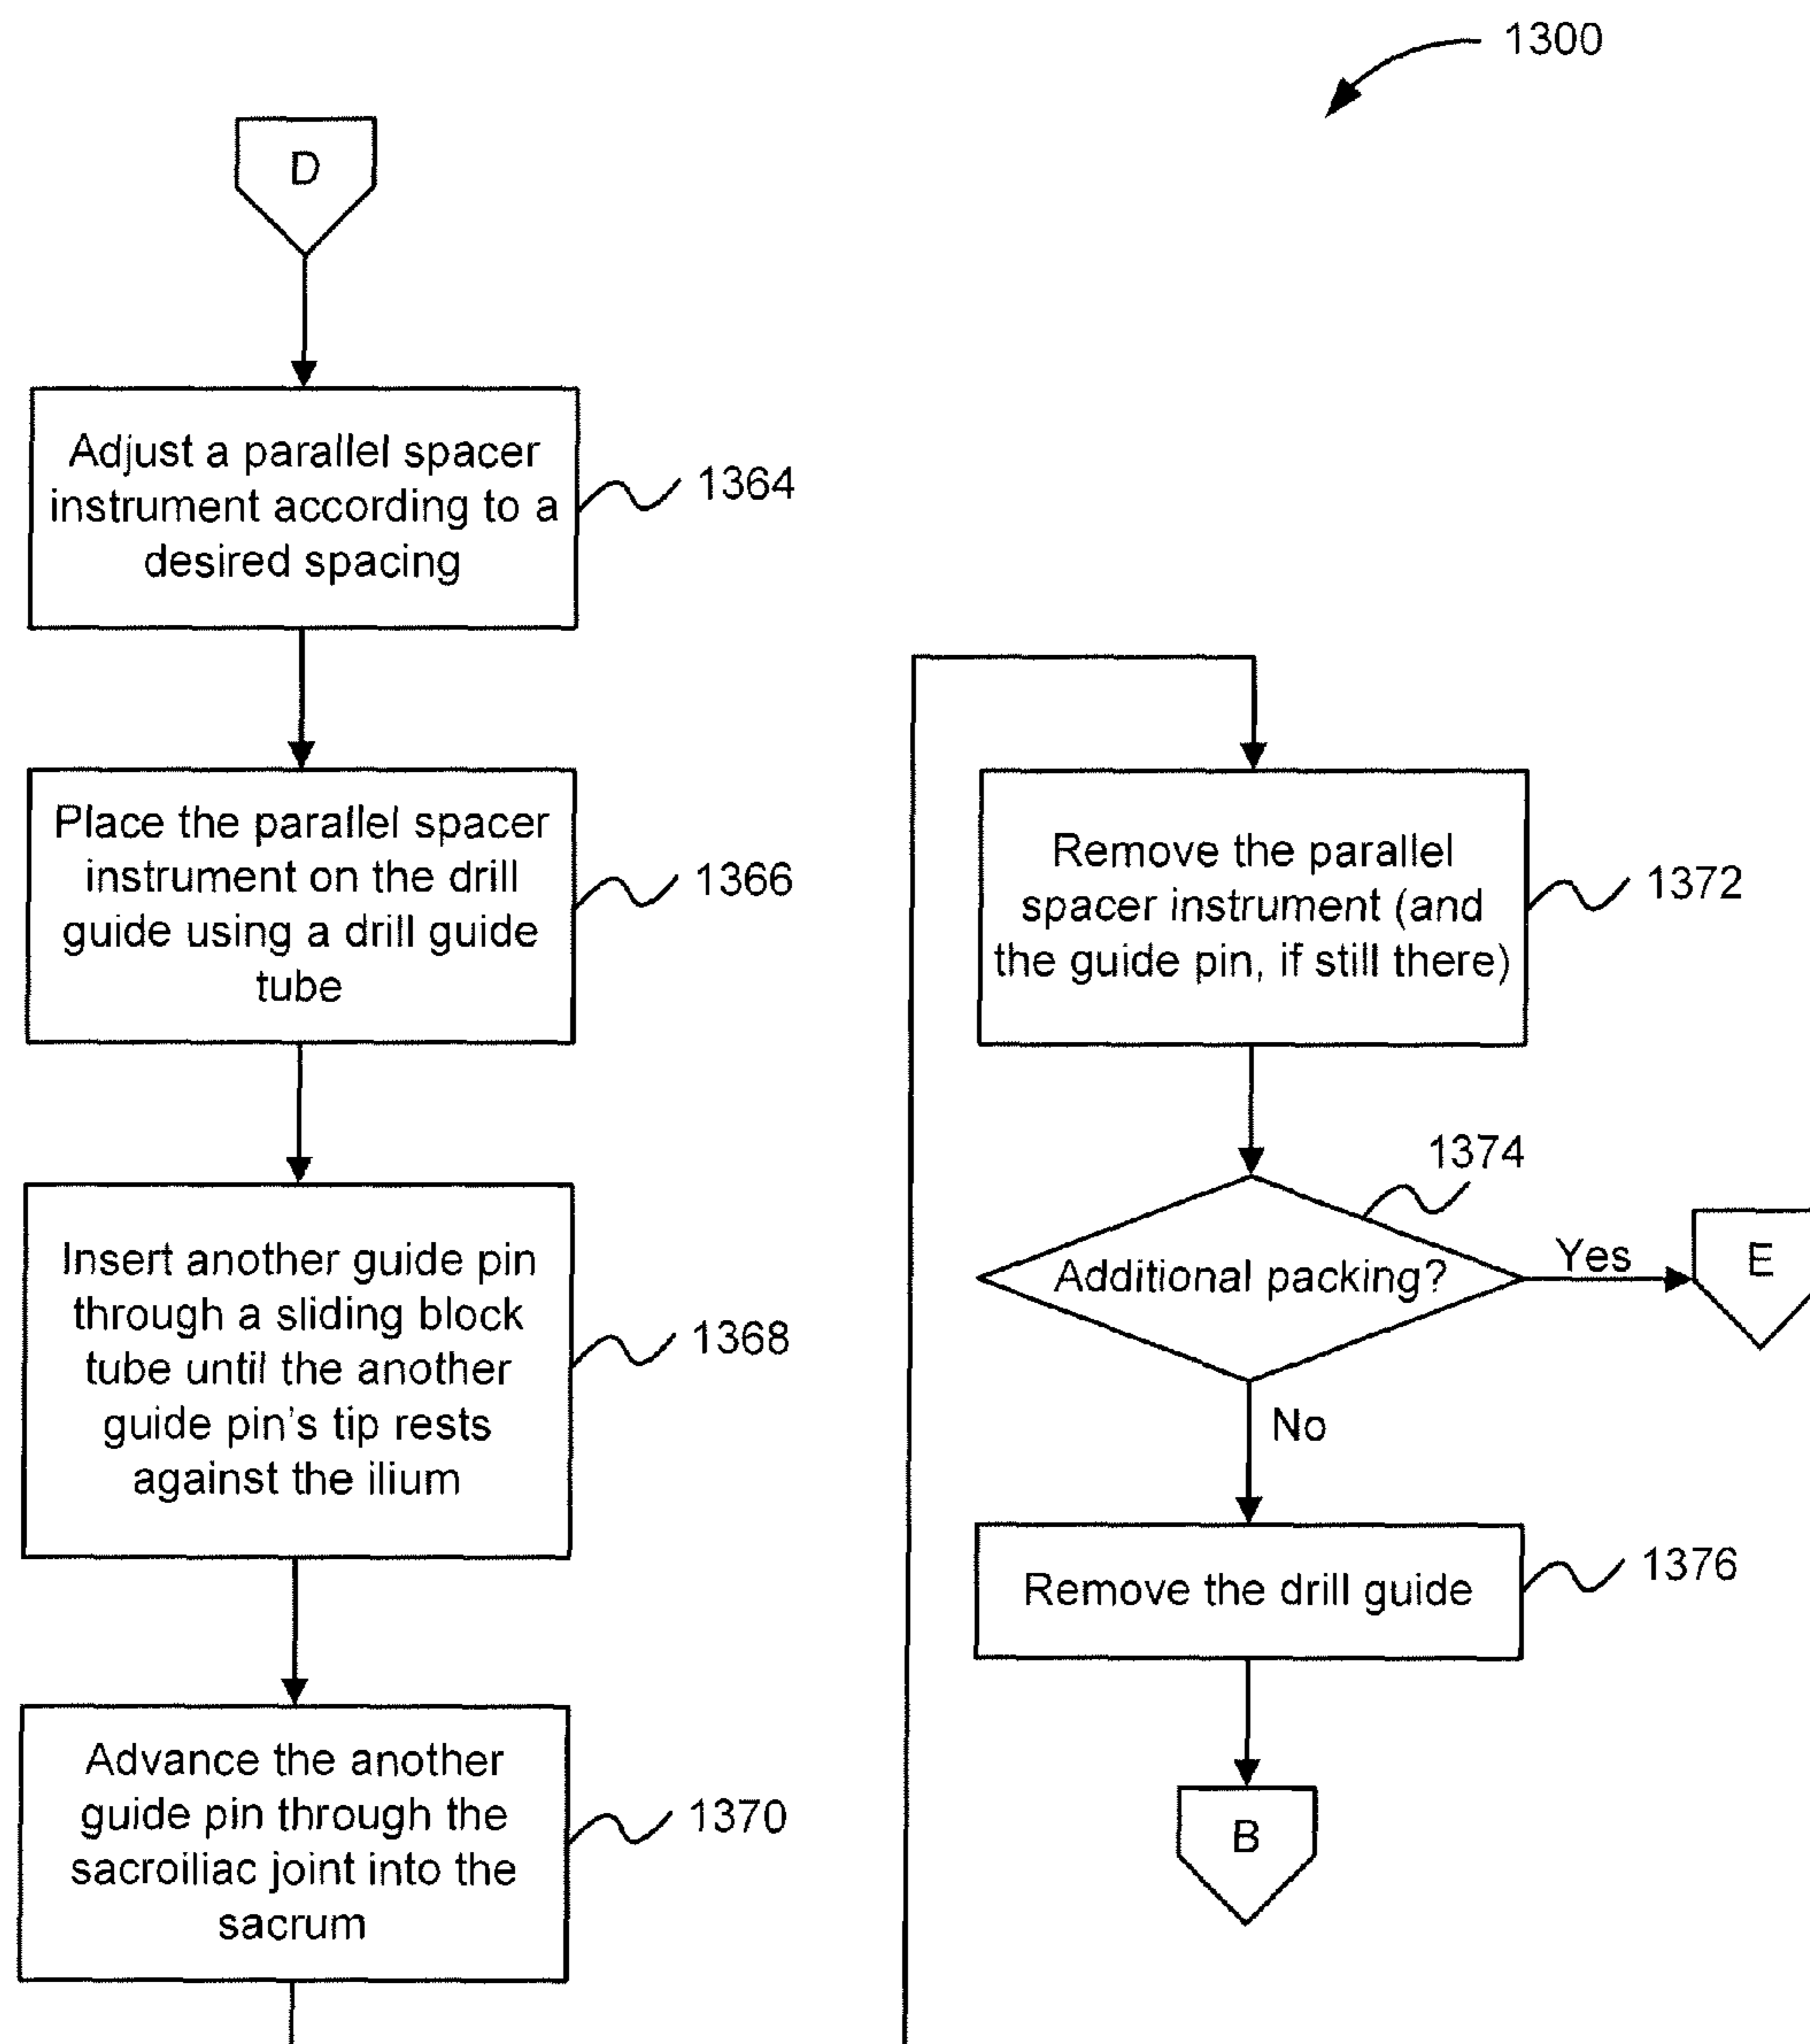 1300
D
Adjust a parallel spacer
instrument according to a
desired spacing
1364
Place the parallel spacer
instrument on the drill
guide using a drill guide
tube
1366
Insert another guide pin
through a sliding block
tube until the another
guide pin's tip rests
against the ilium
1368
Advance the another
guide pin through the
sacroiliac joint into the
sacrum
1370
Remove the parallel
spacer instrument (and
the guide pin, if still there)
1372
1374
Additional packing?
Yes
E
No
Remove the drill guide
1376
B